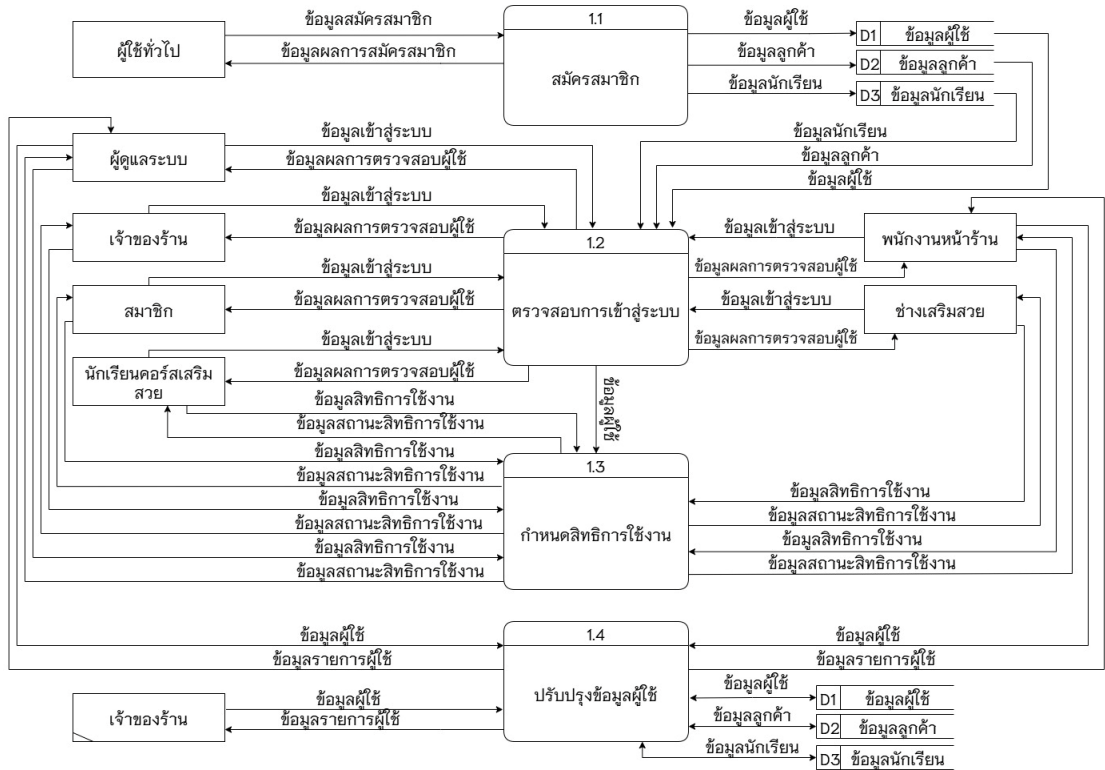 ข้อมูลสมัครสมาชิก
ข้อมูลผลการสมัครสมาชิก
ผู้ใช้ทั่วไป
1.1
สมัครสมาชิก
ข้อมูลผู้ใช้
ข้อมูลลูกค้า
ข้อมูลนักเรียน
D1 ข้อมูลผู้ใช้
D2 ข้อมูลลูกค้า
D3 ข้อมูลนักเรียน
ข้อมูลนักเรียน
ข้อมูลลูกค้า
ข้อมูลผู้ใช้
ผู้ดูแลระบบ
ข้อมูลเข้าสู่ระบบ
ข้อมูลผลการตรวจสอบผู้ใช้
เจ้าของร้าน
ข้อมูลเข้าสู่ระบบ
ข้อมูลผลการตรวจสอบผู้ใช้
สมาชิก
ข้อมูลเข้าสู่ระบบ
ข้อมูลผลการตรวจสอบผู้ใช้
นักเรียนคอร์สเสริม
สวย
ข้อมูลเข้าสู่ระบบ
ข้อมูลผลการตรวจสอบผู้ใช้
1.2
ตรวจสอบการเข้าสู่ระบบ
ข้อมูลเข้าสู่ระบบ
ข้อมูลผลการตรวจสอบผู้ใช้
พนักงานหน้าร้าน
ข้อมูลเข้าสู่ระบบ
ข้อมูลผลการตรวจสอบผู้ใช้
ช่างเสริมสวย
ข้อมูลผู้ใช้
ข้อมูลสิทธิการใช้งาน
ข้อมูลสถานะสิทธิการใช้งาน
ข้อมูลสิทธิการใช้งาน
ข้อมูลสถานะสิทธิการใช้งาน
ข้อมูลสิทธิการใช้งาน
ข้อมูลสถานะสิทธิการใช้งาน
ข้อมูลสิทธิการใช้งาน
ข้อมูลสถานะสิทธิการใช้งาน
1.3
กำหนดสิทธิการใช้งาน
ข้อมูลสิทธิการใช้งาน
ข้อมูลสถานะสิทธิการใช้งาน
ข้อมูลสิทธิการใช้งาน
ข้อมูลสถานะสิทธิการใช้งาน
ข้อมูลผู้ใช้
ข้อมูลรายการผู้ใช้
1.4
ปรับปรุงข้อมูลผู้ใช้
ข้อมูลผู้ใช้
ข้อมูลรายการผู้ใช้
เจ้าของร้าน
ข้อมูลผู้ใช้
ข้อมูลรายการผู้ใช้
ข้อมูลผู้ใช้
ข้อมูลลูกค้า
ข้อมูลนักเรียน
D1 ข้อมูลผู้ใช้
D2 ข้อมูลลูกค้า
D3 ข้อมูลนักเรียน